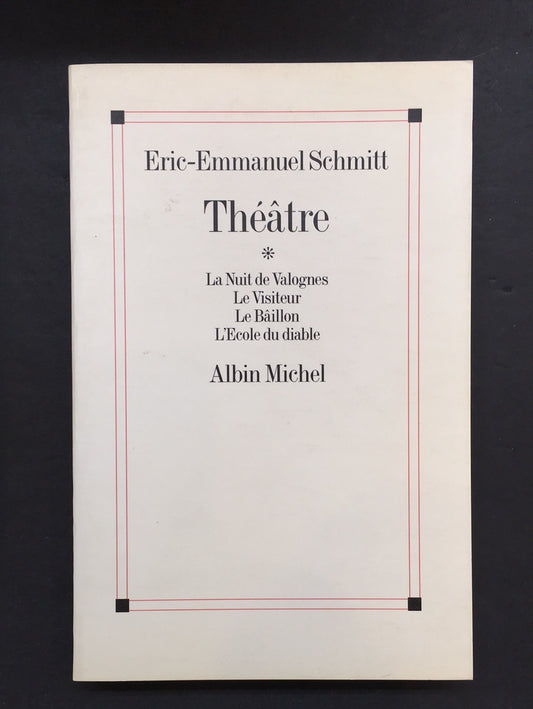 Eric-Emmanuel Schmitt
Théâtre
*
La Nuit de Valognes
Le Visiteur
Le Bâillon
L'Ecole du diable
Albin Michel